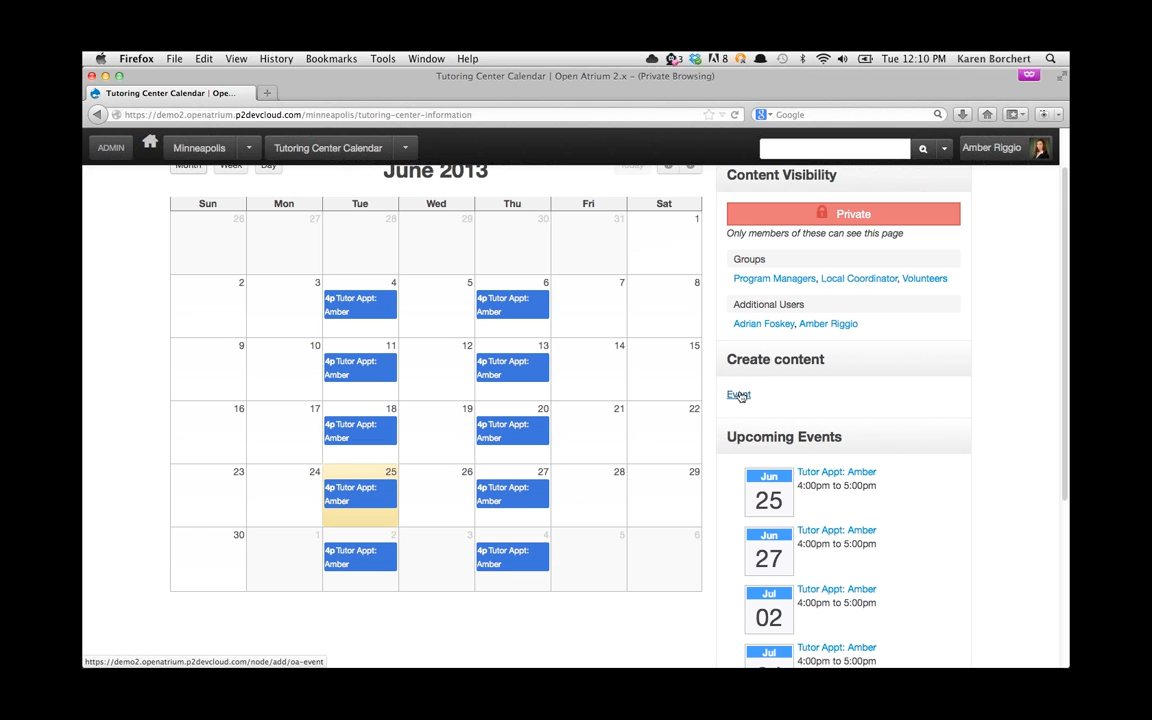 Firefox File Edit View History Bookmarks Tools Window Help 3 8 Tue 12:10 PM Karen Borchert
Tutoring Center Calendar | Open Atrium 2.x – (Private Browsing)
Tutoring Center Calendar | Ope...
https://demo2.openatrium.p2devcloud.com/minneapolis/tutoring-center-information Google
ADMIN Minneapolis Tutoring Center Calendar Amber Riggio
Month Week Day June 2013 Today
Sun Mon Tue Wed Thu Fri Sat
26 27 28 29 30 31 1
2 3 4 5 6 7 8
4p Tutor Appt: Amber 4p Tutor Appt: Amber
9 10 11 12 13 14 15
4p Tutor Appt: Amber 4p Tutor Appt: Amber
16 17 18 19 20 21 22
4p Tutor Appt: Amber 4p Tutor Appt: Amber
23 24 25 26 27 28 29
4p Tutor Appt: Amber 4p Tutor Appt: Amber
30 1 2 3 4 5 6
4p Tutor Appt: Amber 4p Tutor Appt: Amber
Content Visibility
Private
Only members of these can see this page
Groups
Program Managers, Local Coordinator, Volunteers
Additional Users
Adrian Foskey, Amber Riggio
Create content
Event
Upcoming Events
Jun 25 Tutor Appt: Amber
4:00pm to 5:00pm
Jun 27 Tutor Appt: Amber
4:00pm to 5:00pm
Jul 02 Tutor Appt: Amber
4:00pm to 5:00pm
Jul Tutor Appt: Amber
4:00pm to 5:00pm
https://demo2.openatrium.p2devcloud.com/node/add/oa-event